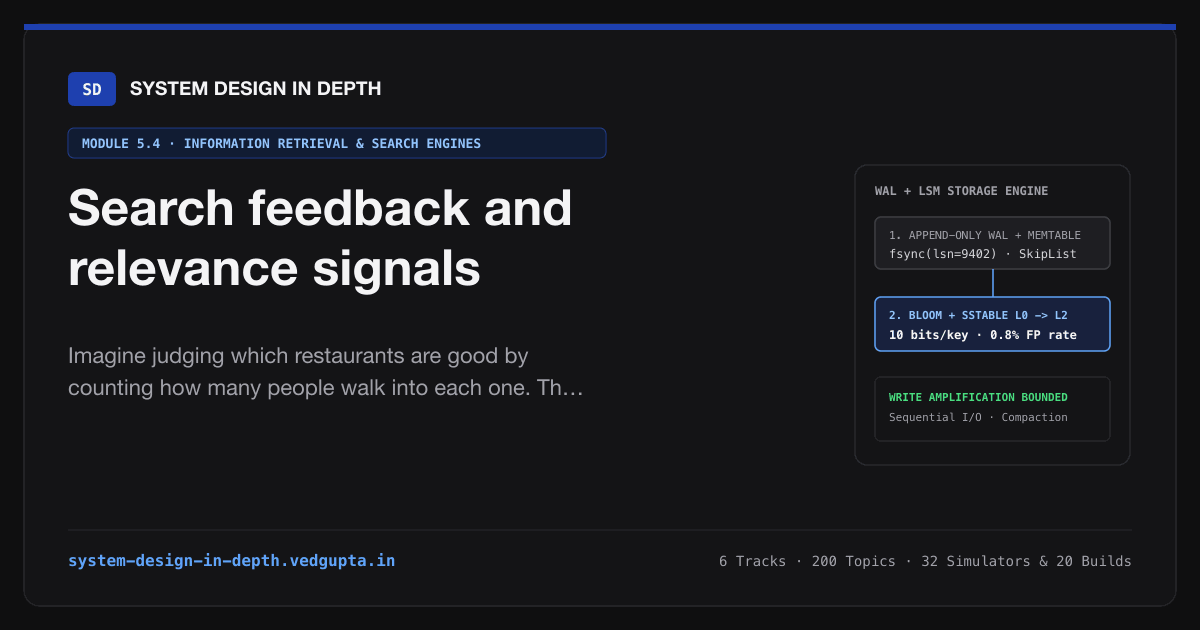 SD
SYSTEM DESIGN IN DEPTH
MODULE 5.4 · INFORMATION RETRIEVAL & SEARCH ENGINES
Search feedback and
relevance signals
Imagine judging which restaurants are good by
counting how many people walk into each one. Th…
WAL + LSM STORAGE ENGINE
1. APPEND-ONLY WAL + MEMTABLE
fsync(lsn=9402) · SkipList
2. BLOOM + SSTABLE L0 -> L2
10 bits/key · 0.8% FP rate
WRITE AMPLIFICATION BOUNDED
Sequential I/O · Compaction
system-design-in-depth.vedgupta.in
6 Tracks · 200 Topics · 32 Simulators & 20 Builds